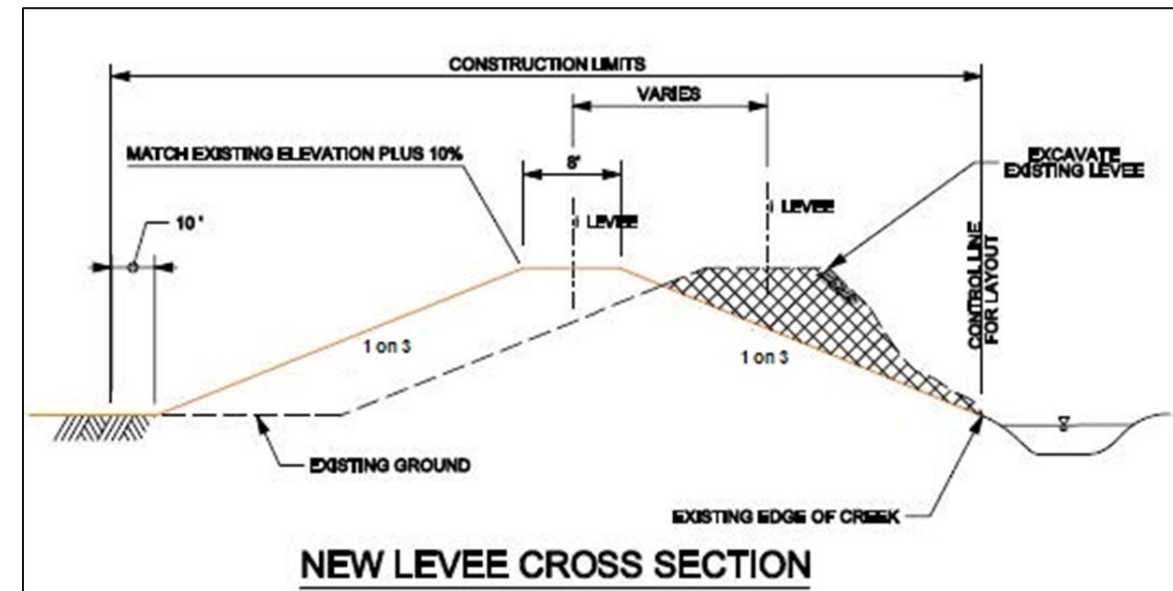 CONSTRUCTION LIMITS
VARIES
MATCH EXISTING ELEVATION PLUS 10%
8'
EXCAVATE
EXISTING LEVEE
10'
LEVEE
LEVEE
CONTROL LINE
FOR LAYOUT
1 on 3
1 on 3
EXISTING GROUND
EXISTING EDGE OF CREEK
NEW LEVEE CROSS SECTION